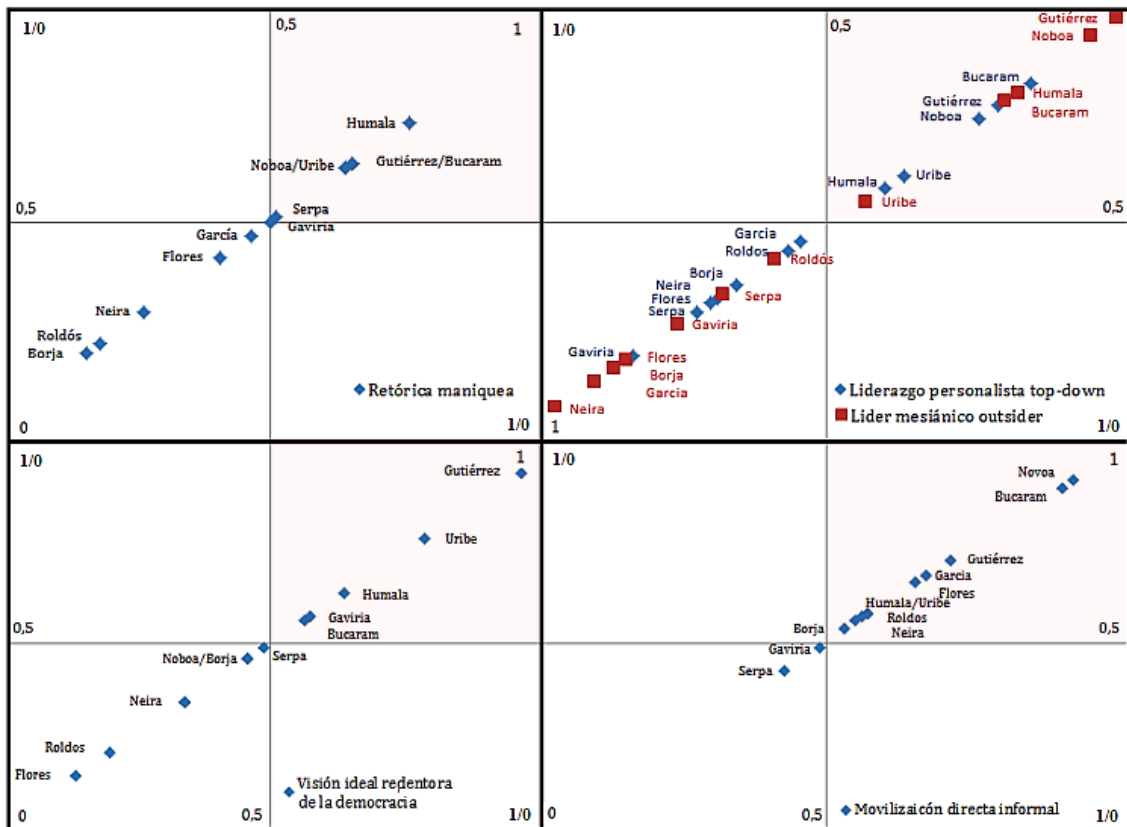 1/0
0,5
1
Humala
Noboa/Uribe
Gutiérrez/Bucaram
0,5
Serpa
Gaviria
García
Flores
Neira
Roldós
Borja
Retórica maniquea
0
1/0
1/0
0,5
Gutiérrez
Noboa
Bucaram
Humala
Bucaram
Gutiérrez
Noboa
Humala
Uribe
Uribe
0,5
Garcia
Roldos
Roldós
Borja
Neira
Flores
Serpa
Serpa
Gaviria
Gaviria
Flores
Borja
Garcia
Neira
1
Liderazgo personalista top-down
Lider mesiánico outsider
1/0
1/0
1
Gutiérrez
Uribe
Humala
Gaviria
Bucaram
0,5
Noboa/Borja
Serpa
Neira
Roldos
Flores
Visión ideal redentora
de la democracia
0
0,5
1/0
1/0
1
Novoa
Bucaram
Gutiérrez
Garcia
Flores
Humala/Uribe
Roldos
Neira
Borja
0,5
Gaviria
Serpa
Movilizaicón directa informal
0,5
1/0